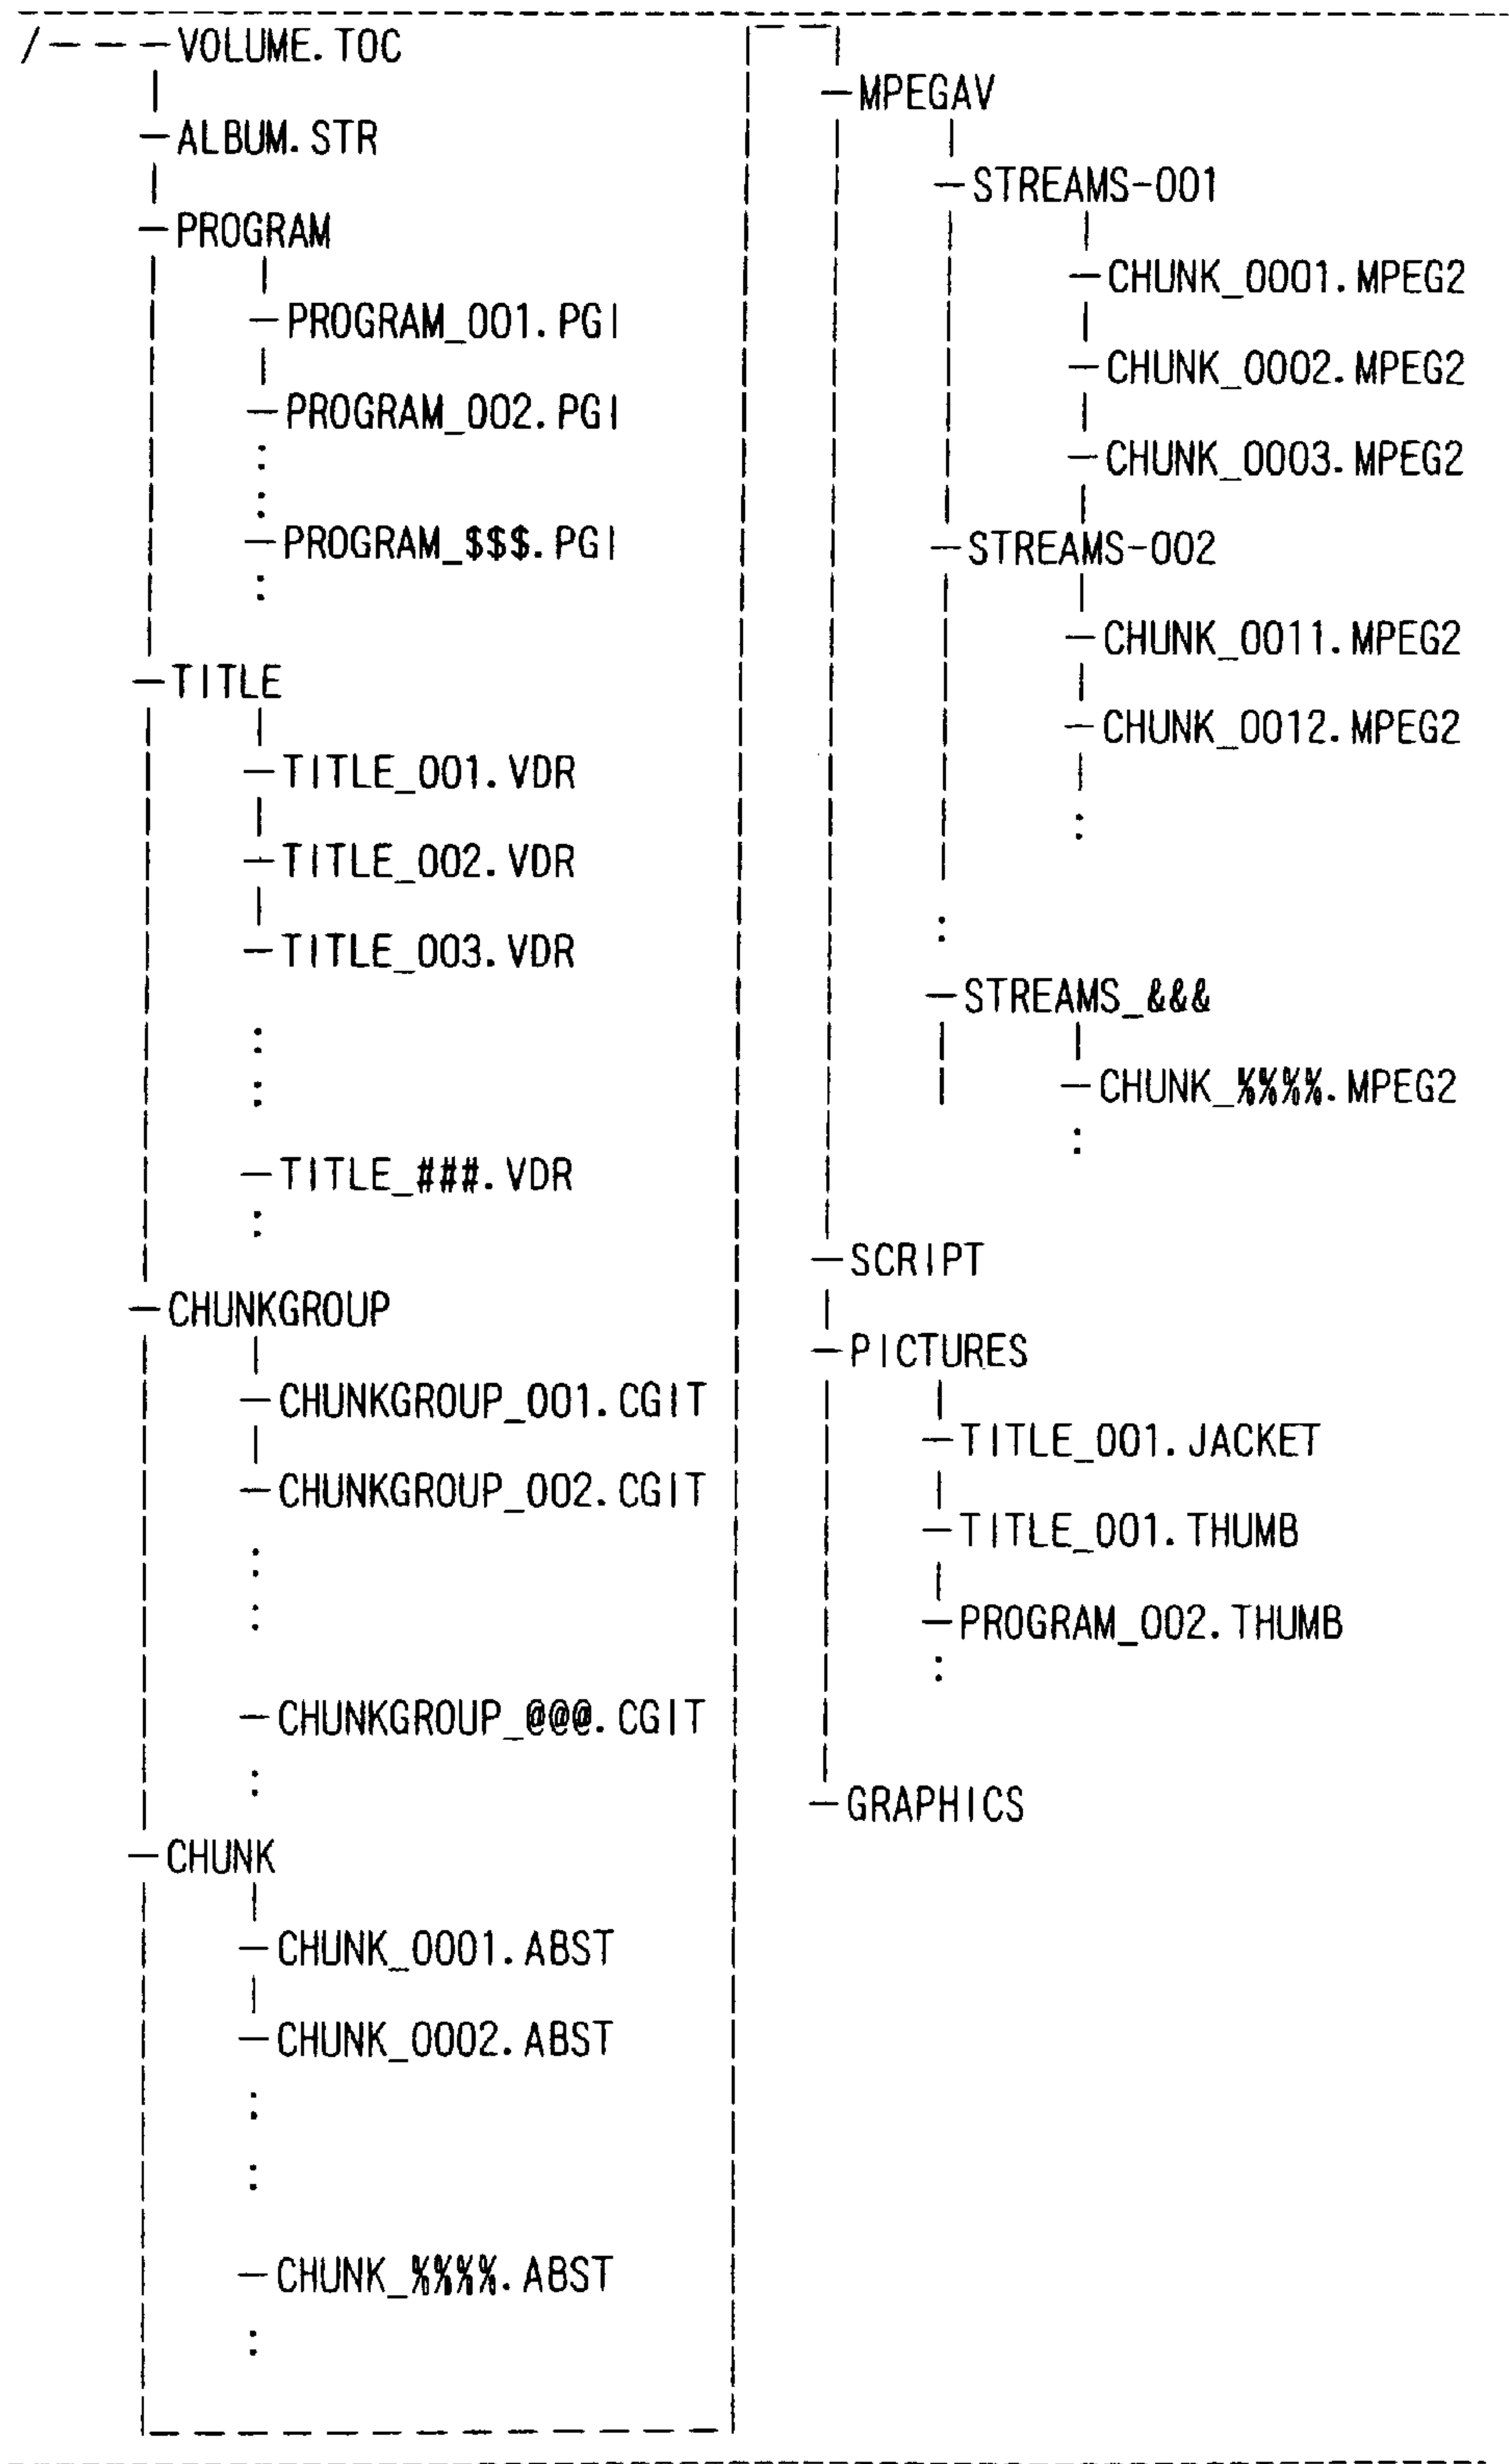 /---VOLUME.TOC
ALBUM.STR
PROGRAM
PROGRAM_001.PGI
PROGRAM_002.PGI
PROGRAM_$$$.PGI
TITLE
TITLE_001.VDR
TITLE_002.VDR
TITLE_003.VDR
TITLE_###.VDR
CHUNKGROUP
CHUNKGROUP_001.CGIT
CHUNKGROUP_002.CGIT
CHUNKGROUP_@@@.CGIT
CHUNK
CHUNK_0001.ABST
CHUNK_0002.ABST
CHUNK_%%%%.ABST
MPEGAV
STREAMS-001
CHUNK_0001.MPEG2
CHUNK_0002.MPEG2
CHUNK_0003.MPEG2
STREAMS-002
CHUNK_0011.MPEG2
CHUNK_0012.MPEG2
STREAMS_&&&
CHUNK_%%%%.MPEG2
SCRIPT
PICTURES
TITLE_001.JACKET
TITLE_001.THUMB
PROGRAM_002.THUMB
GRAPHICS